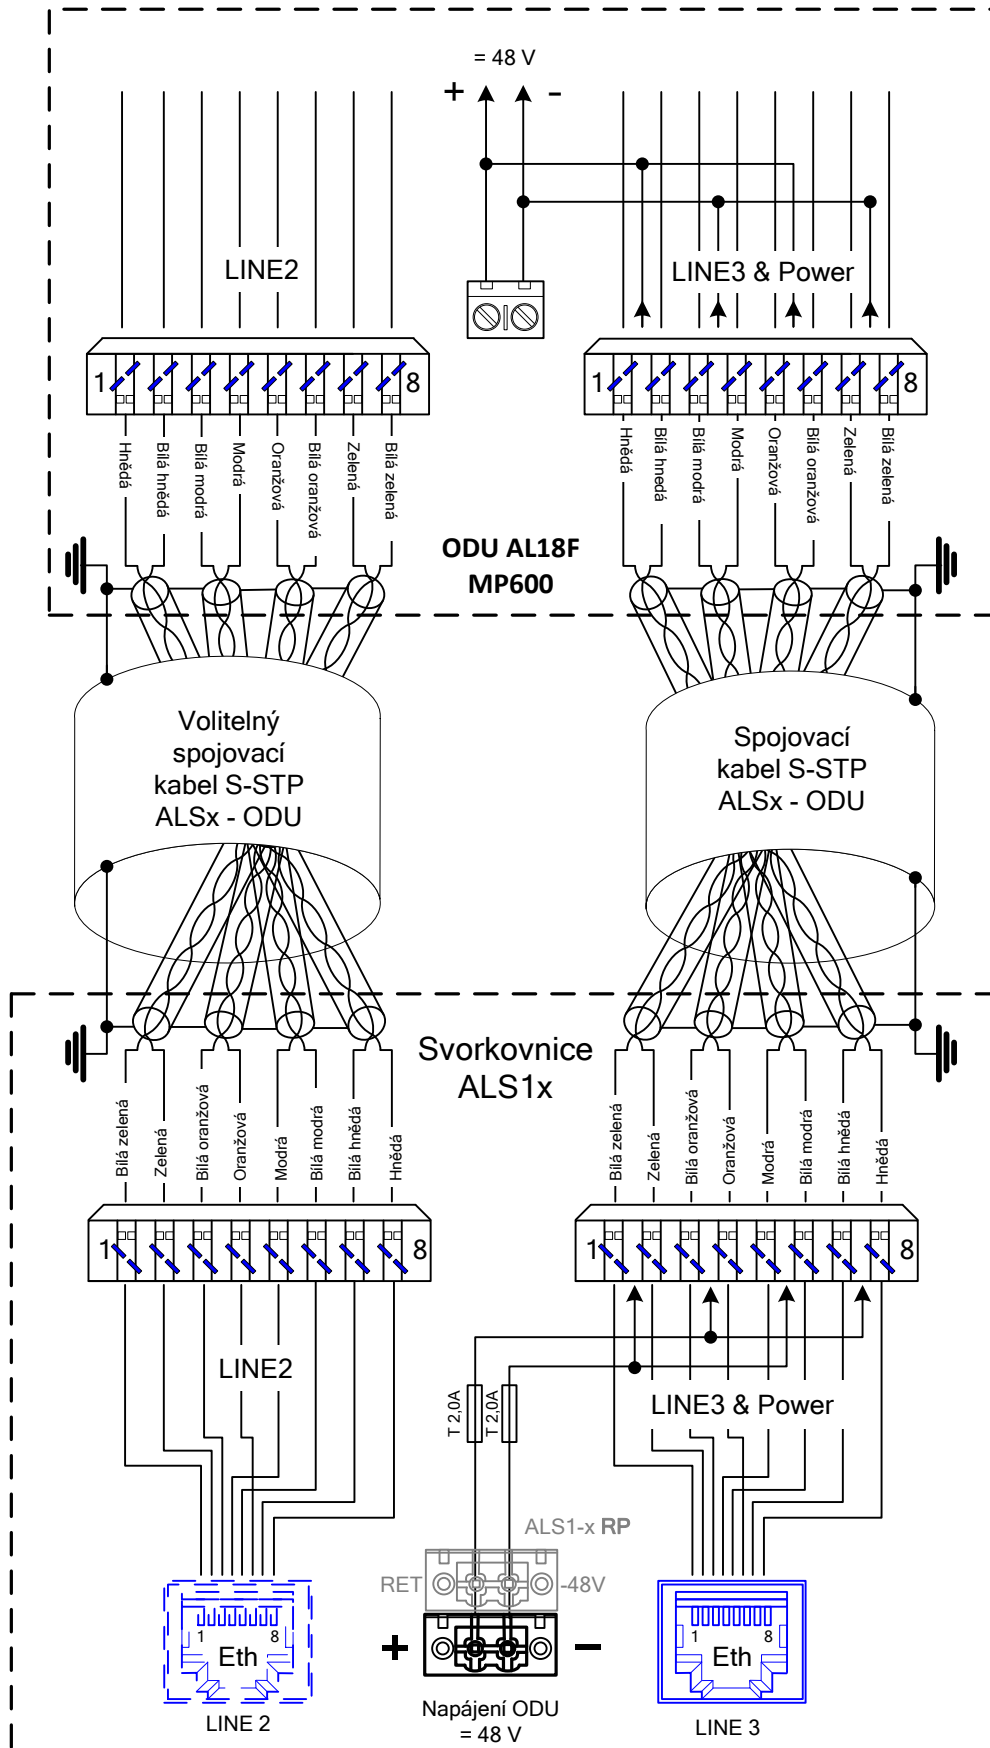 = 48 V
+ -
LINE2
LINE3 & Power
1 8
1 8
Hnědá
Bílá hnědá
Bílá modrá
Modrá
Oranžová
Bílá oranžová
Zelená
Bílá zelená
Hnědá
Bílá hnedá
Bílá modrá
Modrá
Oranžová
Bílá oranžová
Zelená
Bílá zelená
ODU AL18F
MP600
Volitelný
spojovací
kabel S-STP
ALSx - ODU
Spojovací
kabel S-STP
ALSx - ODU
Svorkovnice
ALS1x
Bílá zelená
Zelená
Bílá oranžová
Oranžová
Modrá
Bílá modrá
Bílá hnědá
Hnědá
Bílá zelená
Zelená
Bílá oranžová
Oranžová
Modrá
Bílá modrá
Bílá hnědá
Hnědá
1 8
1 8
LINE2
T 2,0A
T 2,0A
LINE3 & Power
ALS1-x RP
RET -48V
1 8
Eth
+ −
1 8
Eth
LINE 2
Napájení ODU
= 48 V
LINE 3